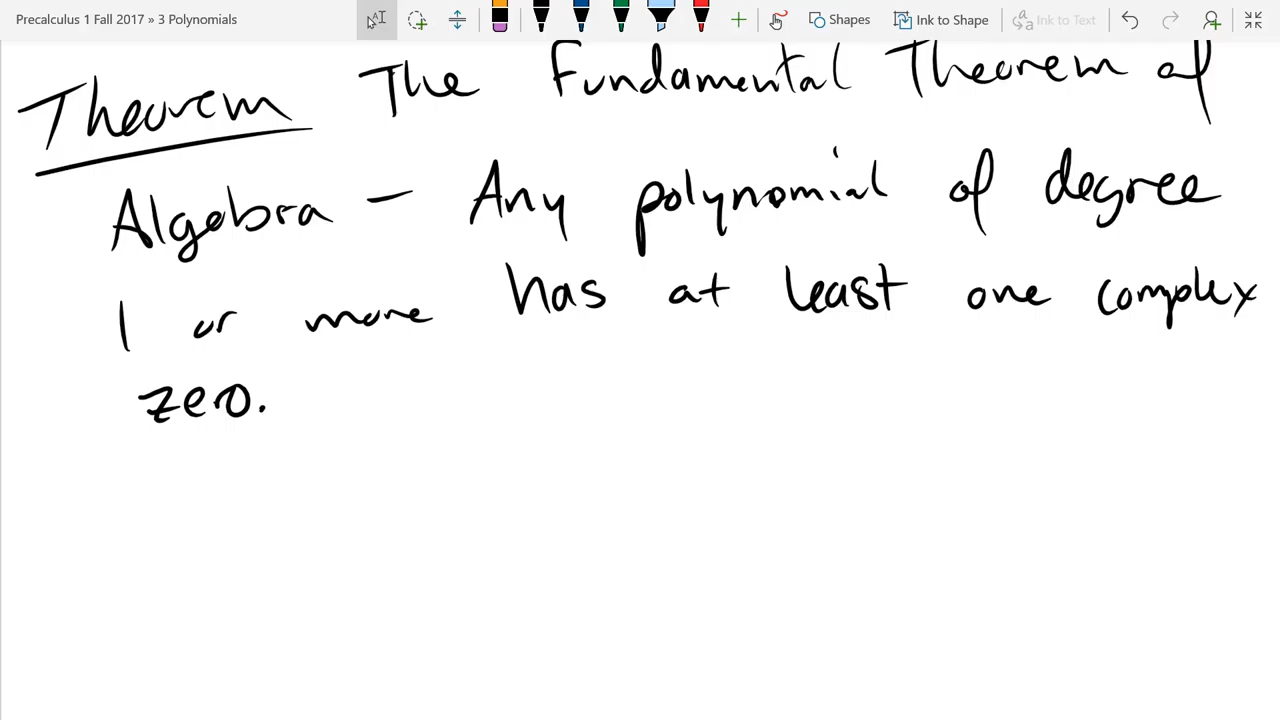 Precalculus 1 Fall 2017 » 3 Polynomials
Shapes
Ink to Shape
Ink to Text
Theorem The Fundamental Theorem of
Algebra - Any polynomial of degree
1 or more has at least one complex
zero.